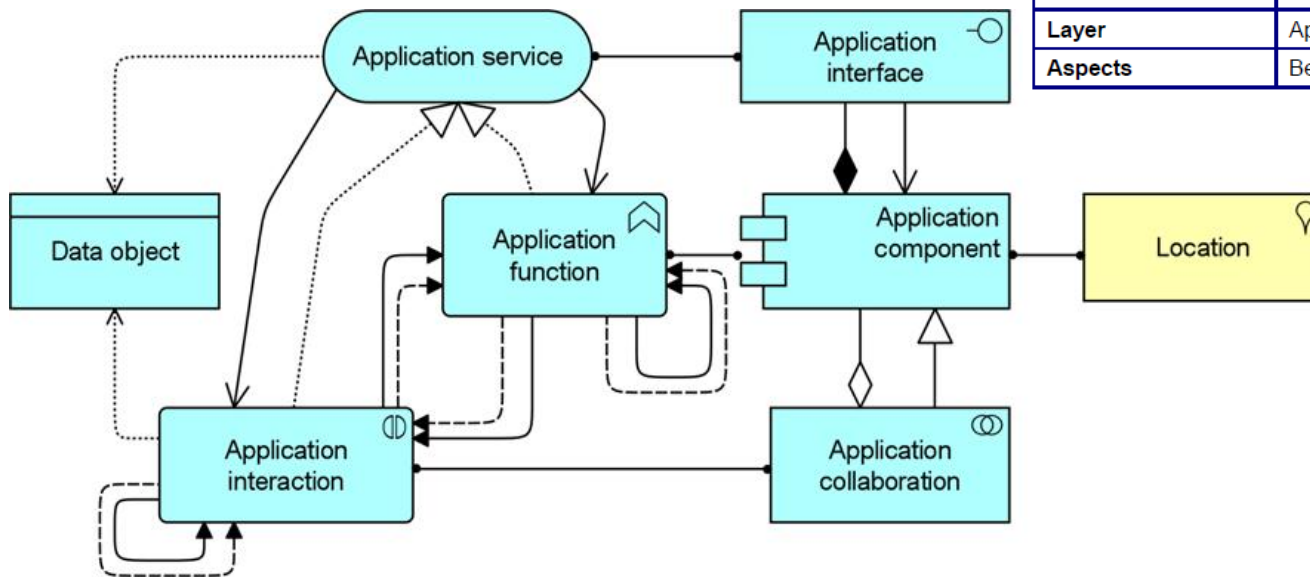 Application service
Application
interface
Layer
Aspects
Data object
Application
function
Application
component
Location
Application
interaction
Application
collaboration